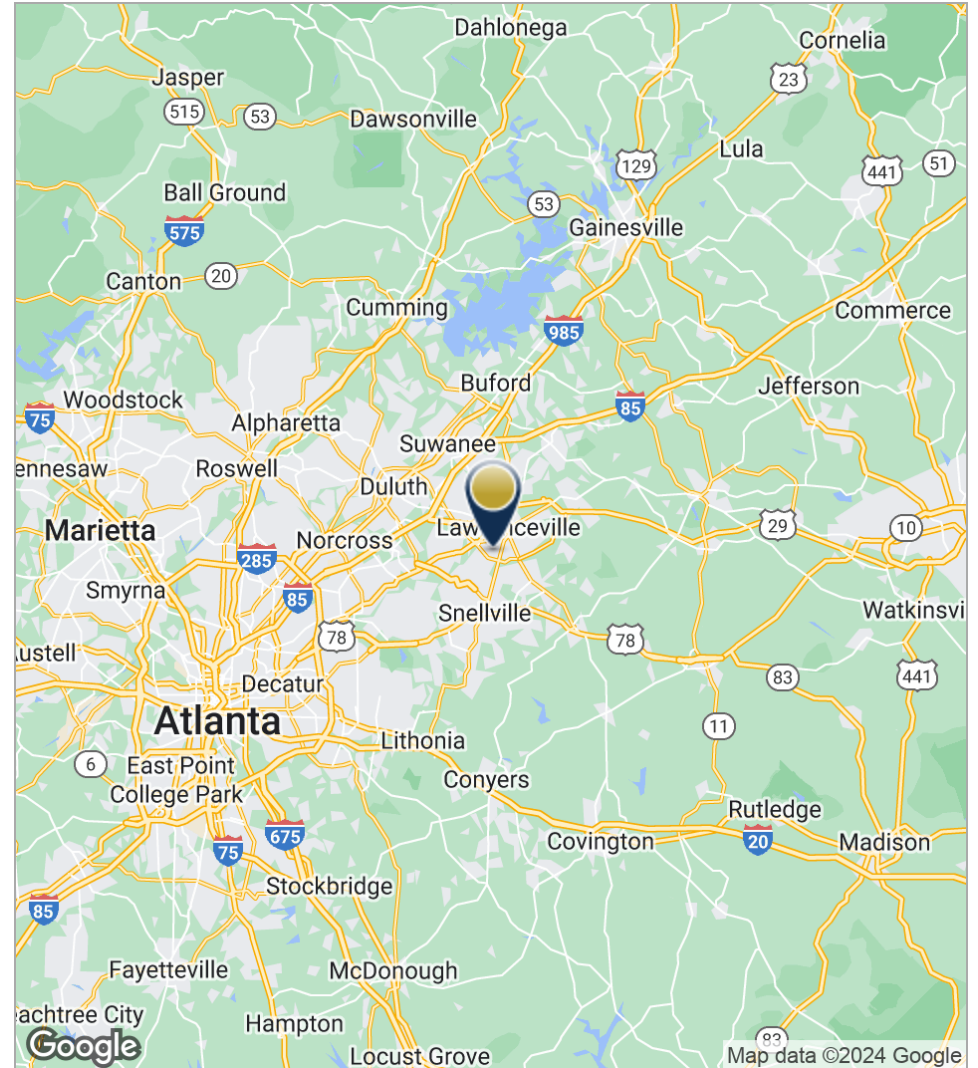 Dahlonega
Cornelia
23
Jasper
515
53
Dawsonville
Lula
129
441
51
Ball Ground
53
Gainesville
575
Canton
20
Cumming
Commerce
985
Buford
Jefferson
Woodstock
85
75
Alpharetta
Suwanee
ennesaw
Roswell
Duluth
Marietta
Norcross
Law
nceville
29
10
285
Smyrna
85
Snellville
Watkinsvi
78
78
ustell
Decatur
83
441
Atlanta
11
Lithonia
6
East Point
Conyers
College Park
Rutledge
675
75
Covington
20
Madison
Stockbridge
85
Fayetteville
McDonough
eachtree City
Hampton
83
Google
Locust Grove
Map data ©2024 Google